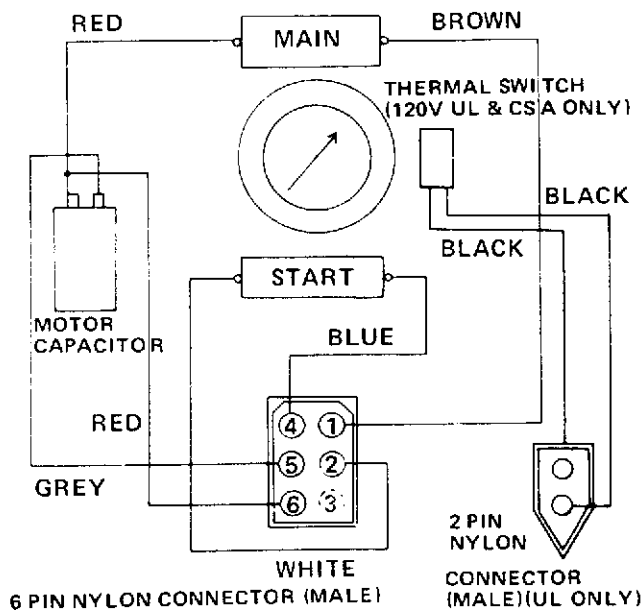 RED
MAIN
BROWN
THERMAL SWITCH
(120V UL & CSA ONLY)
BLACK
BLACK
START
MOTOR
CAPACITOR
BLUE
RED
4 1
5 2
6 3
GREY
WHITE
2 PIN
NYLON
CONNECTOR
(MALE)(UL ONLY)
6 PIN NYLON CONNECTOR (MALE)